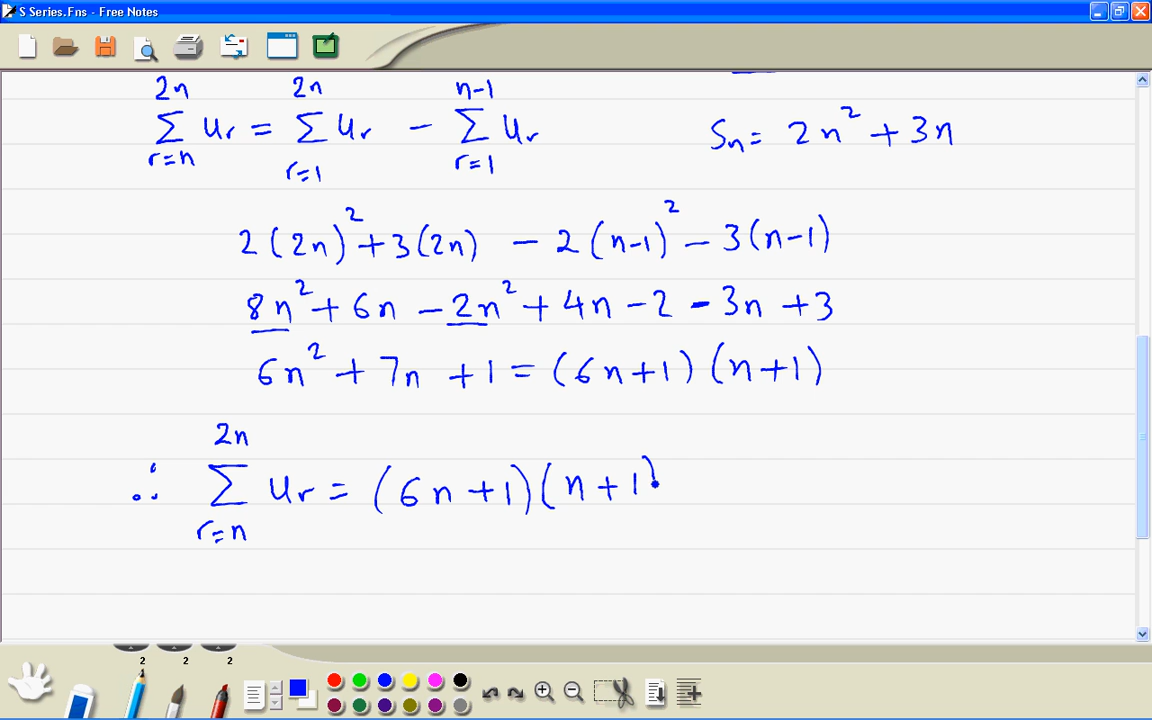 S Series.Fns - Free Notes
2n 2n n-1
Σ Ur = Σ Ur - Σ Ur Sn = 2n² + 3n
r=n r=1 r=1
2(2n)² + 3(2n) - 2(n-1)² - 3(n-1)
8n² + 6n - 2n² + 4n - 2 - 3n + 3
6n² + 7n + 1 = (6n+1)(n+1)
2n
∴ Σ Ur = (6n+1)(n+1)
r=n
2 2 2